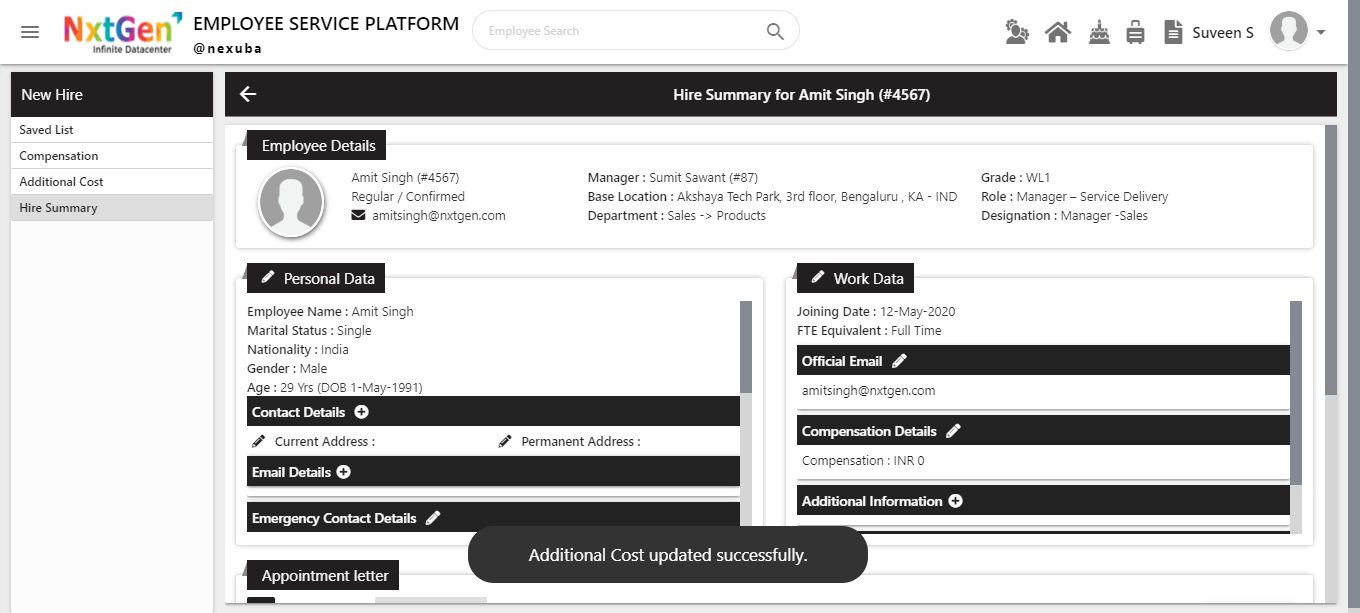 NxtGen
Infinite Datacenter
EMPLOYEE SERVICE PLATFORM
@nexuba
Employee Search
Suveen S
New Hire
Saved List
Compensation
Additional Cost
Hire Summary
Hire Summary for Amit Singh (#4567)
Employee Details
Amit Singh (#4567)
Regular / Confirmed
amitsingh@nxtgen.com
Manager : Sumit Sawant (#87)
Base Location : Akshaya Tech Park, 3rd floor, Bengaluru , KA - IND
Department : Sales -> Products
Grade : WL1
Role : Manager – Service Delivery
Designation : Manager -Sales
Personal Data
Employee Name : Amit Singh
Marital Status : Single
Nationality : India
Gender : Male
Age : 29 Yrs (DOB 1-May-1991)
Contact Details
Current Address :
Permanent Address :
Email Details
Emergency Contact Details
Work Data
Joining Date : 12-May-2020
FTE Equivalent : Full Time
Official Email
amitsingh@nxtgen.com
Compensation Details
Compensation : INR 0
Additional Information
Additional Cost updated successfully.
Appointment letter